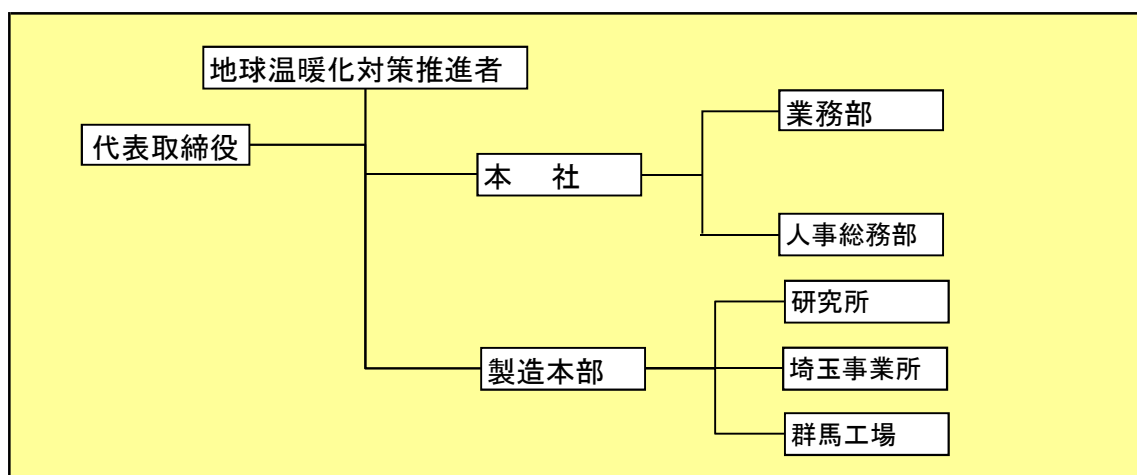 地球温暖化対策推進者
代表取締役
本　社
業務部
人事総務部
製造本部
研究所
埼玉事業所
群馬工場